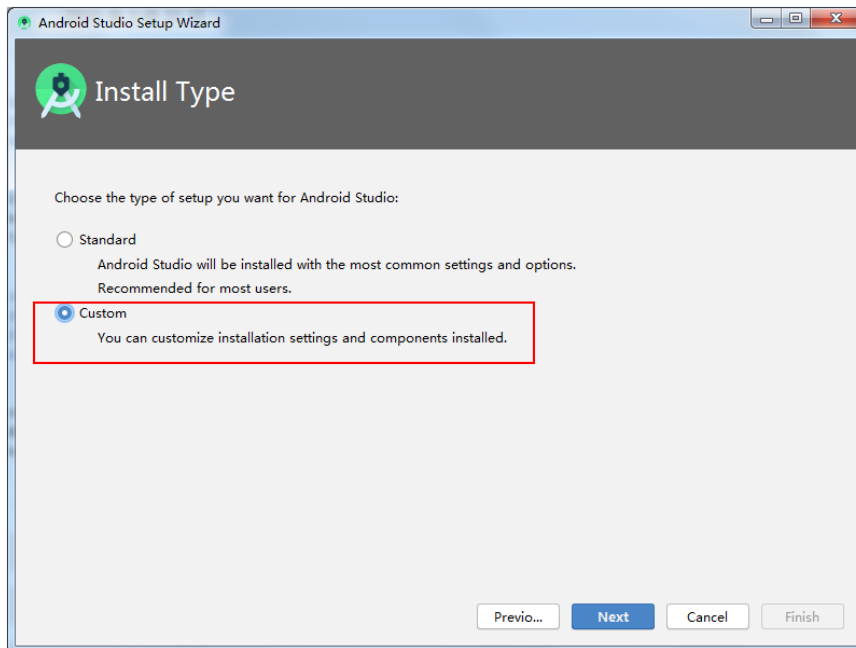 Android Studio Setup Wizard
Install Type
Choose the type of setup you want for Android Studio:
Standard
Android Studio will be installed with the most common settings and options.
Recommended for most users.
Custom
You can customize installation settings and components installed.
Previo... Next Cancel Finish